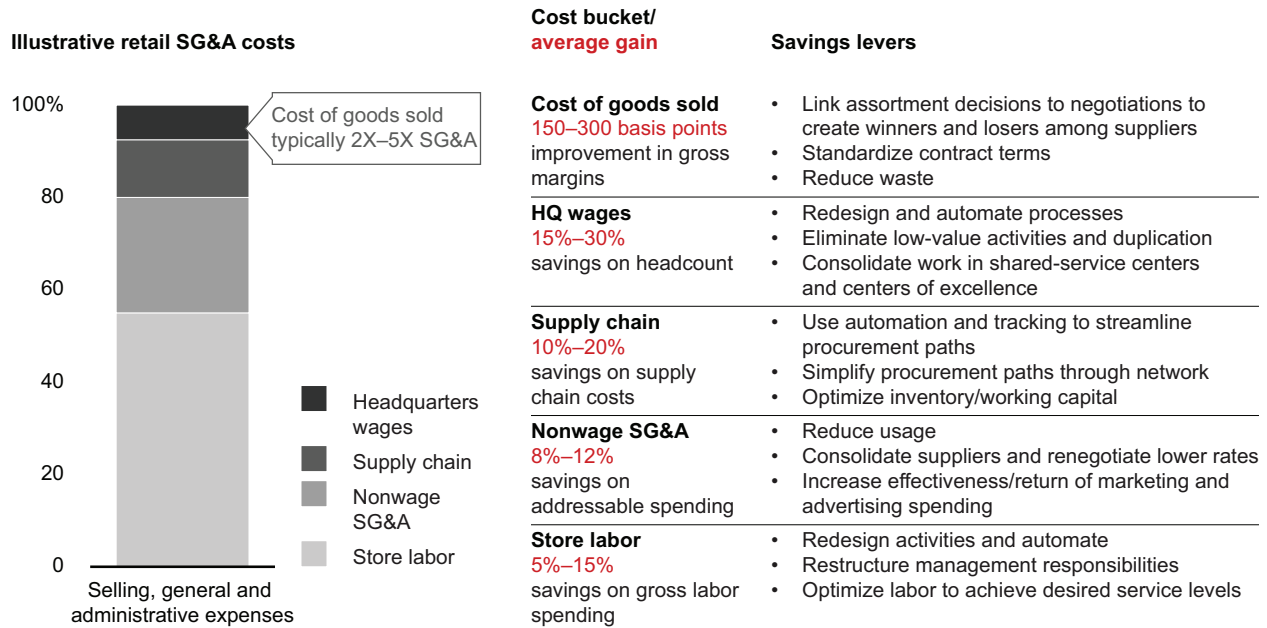 Illustrative retail SG&A costs
100%
80
60
40
20
0
Cost of goods sold
typically 2X–5X SG&A
Headquarters
wages
Supply chain
Nonwage
SG&A
Store labor
Selling, general and
administrative expenses
Cost bucket/
average gain
Savings levers
Cost of goods sold
150–300 basis points
improvement in gross
margins
• Link assortment decisions to negotiations to
create winners and losers among suppliers
• Standardize contract terms
• Reduce waste
HQ wages
15%–30%
savings on headcount
• Redesign and automate processes
• Eliminate low-value activities and duplication
• Consolidate work in shared-service centers
and centers of excellence
Supply chain
10%–20%
savings on supply
chain costs
• Use automation and tracking to streamline
procurement paths
• Simplify procurement paths through network
• Optimize inventory/working capital
Nonwage SG&A
8%–12%
savings on
addressable spending
• Reduce usage
• Consolidate suppliers and renegotiate lower rates
• Increase effectiveness/return of marketing and
advertising spending
Store labor
5%–15%
savings on gross labor
spending
• Redesign activities and automate
• Restructure management responsibilities
• Optimize labor to achieve desired service levels